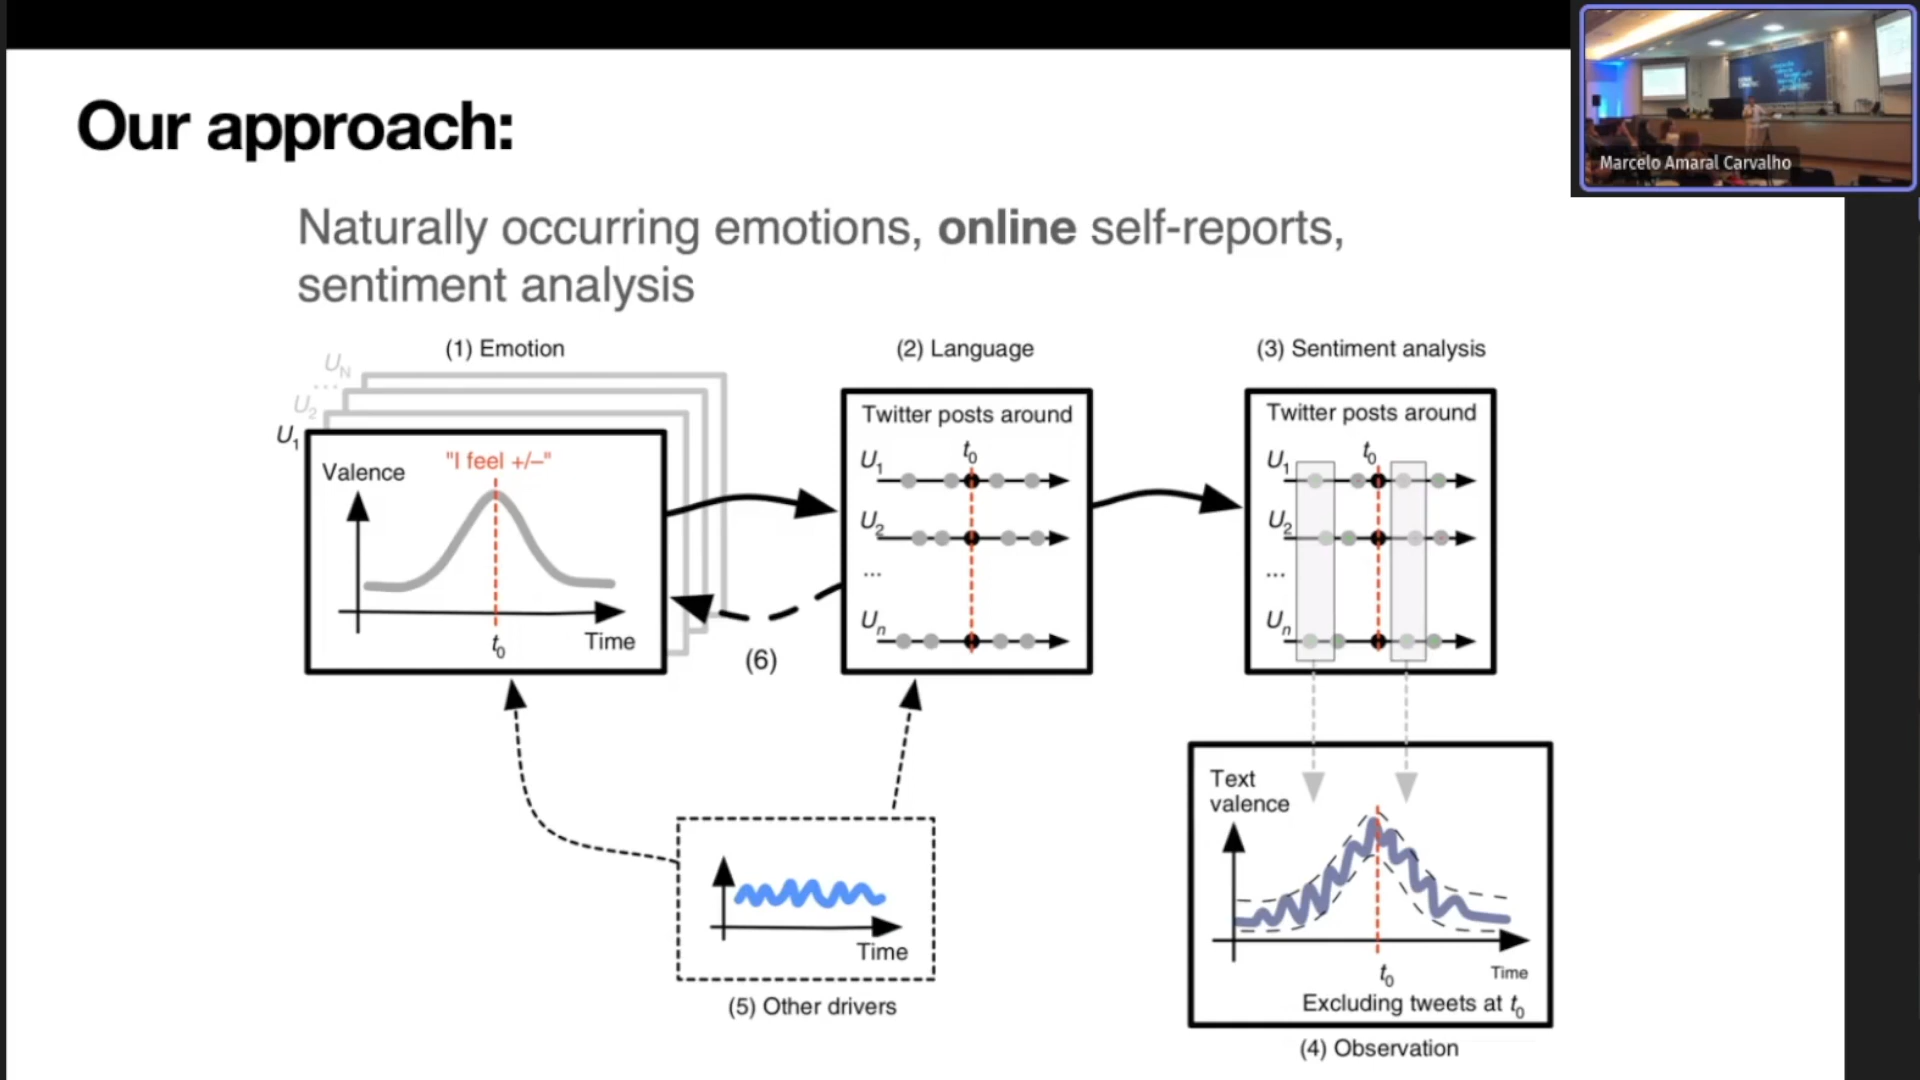 Our approach:
Marcelo Amaral Carvalho
Naturally occurring emotions, online self-reports,
sentiment analysis
(1) Emotion
U_N
...
U_2
U_1
Valence
"I feel +/–"
t_0
Time
(2) Language
Twitter posts around
t_0
U_1
U_2
...
U_n
(3) Sentiment analysis
Twitter posts around
t_0
U_1
U_2
...
U_n
(6)
Time
(5) Other drivers
Text
valence
t_0
Time
Excluding tweets at t_0
(4) Observation